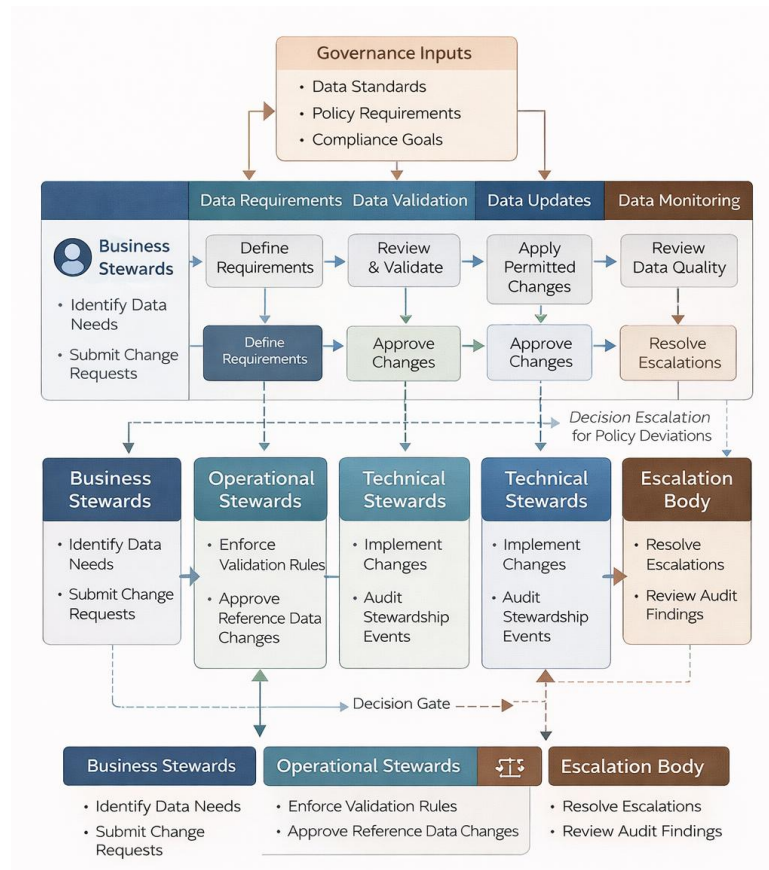 Governance Inputs
• Data Standards
• Policy Requirements
• Compliance Goals
Data Requirements
Data Validation
Data Updates
Data Monitoring
Business
Stewards
• Identify Data
Needs
• Submit Change
Requests
Define
Requirements
Review
& Validate
Apply
Permitted
Changes
Review
Data Quality
Define
Requirements
Approve
Changes
Approve
Changes
Resolve
Escalations
Decision Escalation
for Policy Deviations
Business
Stewards
• Identify Data
Needs
• Submit Change
Requests
Operational
Stewards
• Enforce
Validation Rules
• Approve
Reference Data
Changes
Technical
Stewards
• Implement
Changes
• Audit
Stewardship
Events
Technical
Stewards
• Implement
Changes
• Audit
Stewardship
Events
Escalation
Body
• Resolve
Escalations
• Review Audit
Findings
Decision Gate
Business Stewards
• Identify Data Needs
• Submit Change
Requests
Operational Stewards
• Enforce Validation Rules
• Approve Reference Data Changes
Escalation Body
• Resolve Escalations
• Review Audit Findings